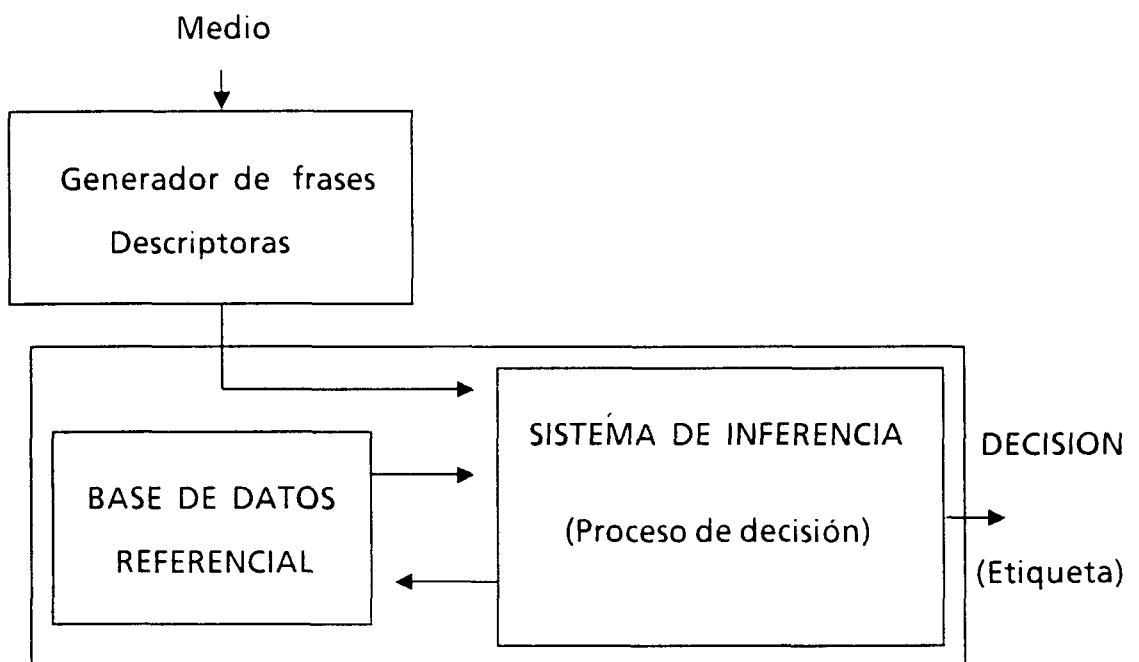 Medio
Generador de frases
Descriptoras
SISTEMA DE INFERENCIA
(Proceso de decisión)
BASE DE DATOS
REFERENCIAL
DECISION
(Etiqueta)